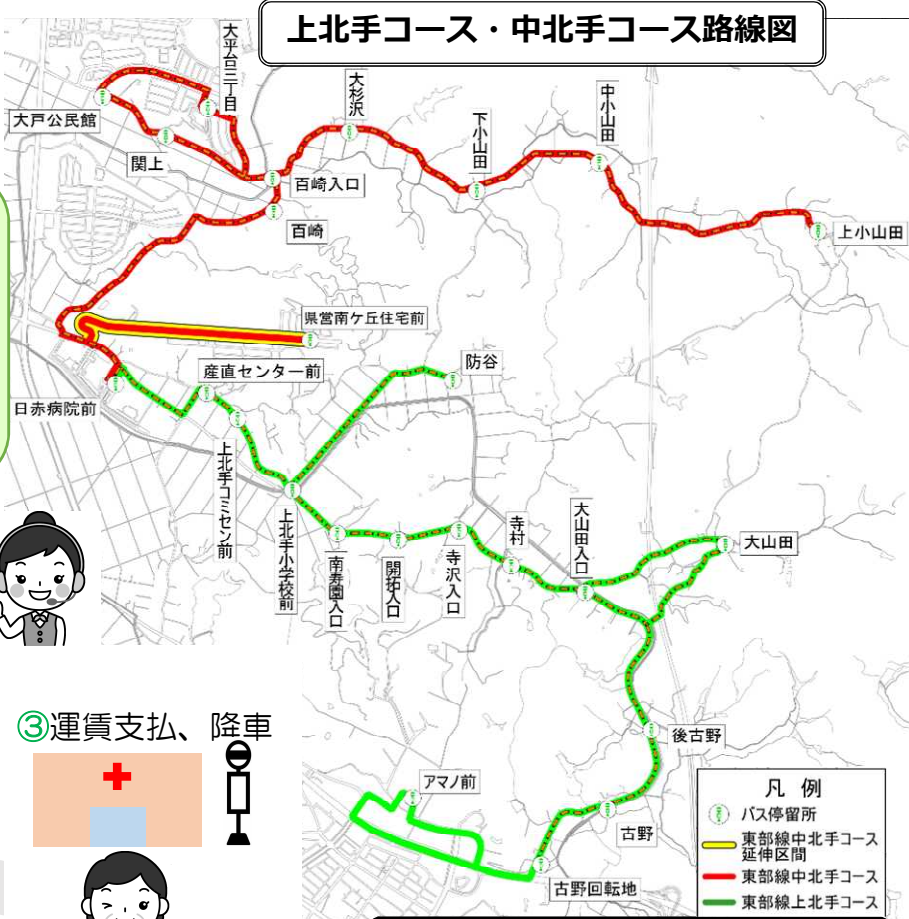 上北手コース・中北手コース路線図
大平台三丁目
大戸公民館
関上
大杉沢
下小山田
中小山田
百崎入口
百崎
上小山田
県営南ケ丘住宅前
産直センター前
防谷
日赤病院前
上北手コミセン前
上北手小学校前
南寿園入口
開拓入口
寺沢入口
寺村
大山田入口
大山田
後古野
③運賃支払、降車
アマノ前
古野
古野回転地
凡 例
バス停留所
東部線中北手コース
延伸区間
東部線中北手コース
東部線上北手コース